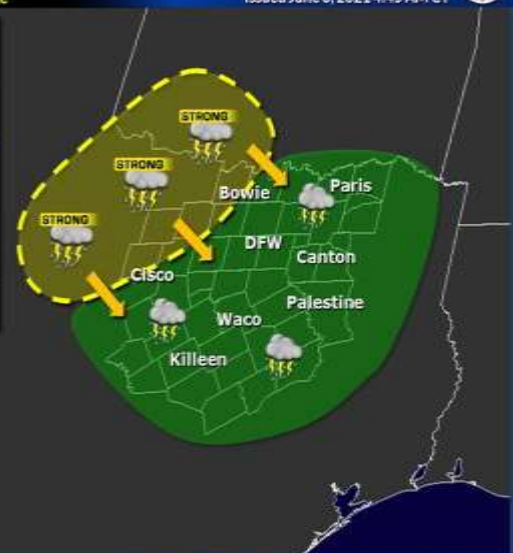 STRONG
STRONG
Bowie
Paris
STRONG
DFW
Canton
Cisco
Palestine
Waco
Killeen